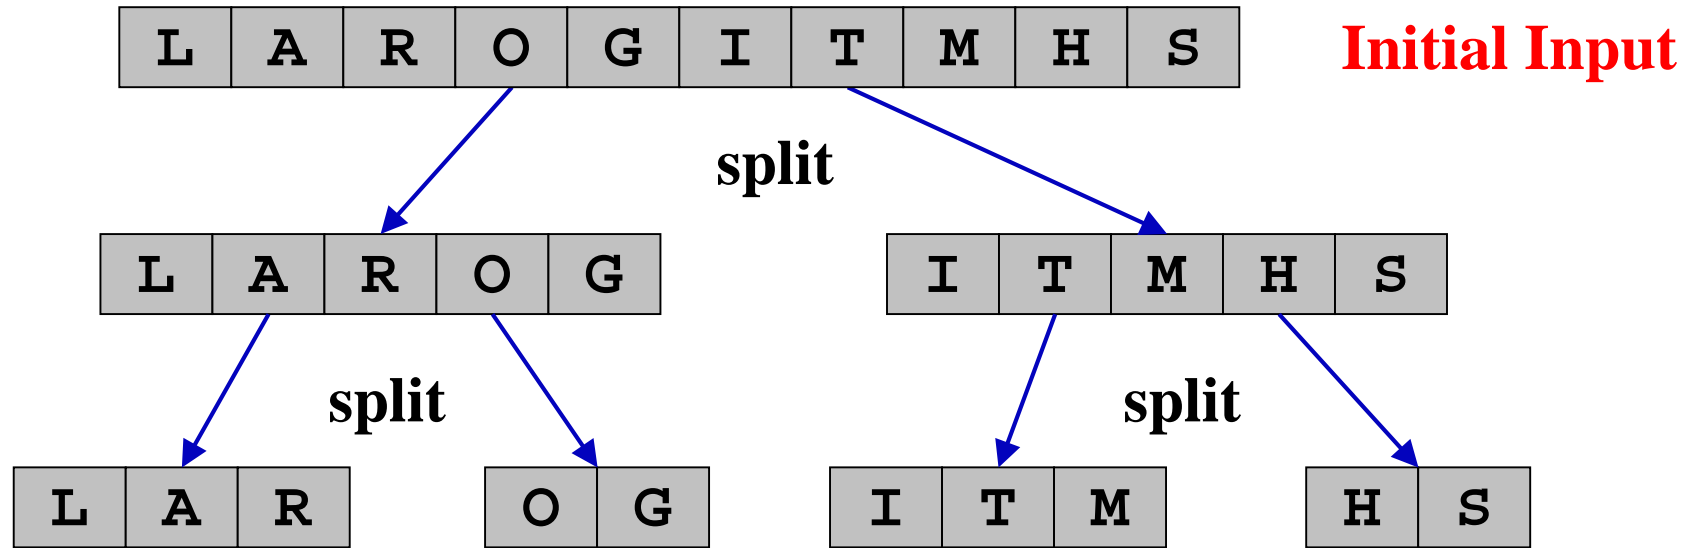 L A R O G I T M H S Initial Input
split
L A R O G I T M H S
split split
L A R O G I T M H S